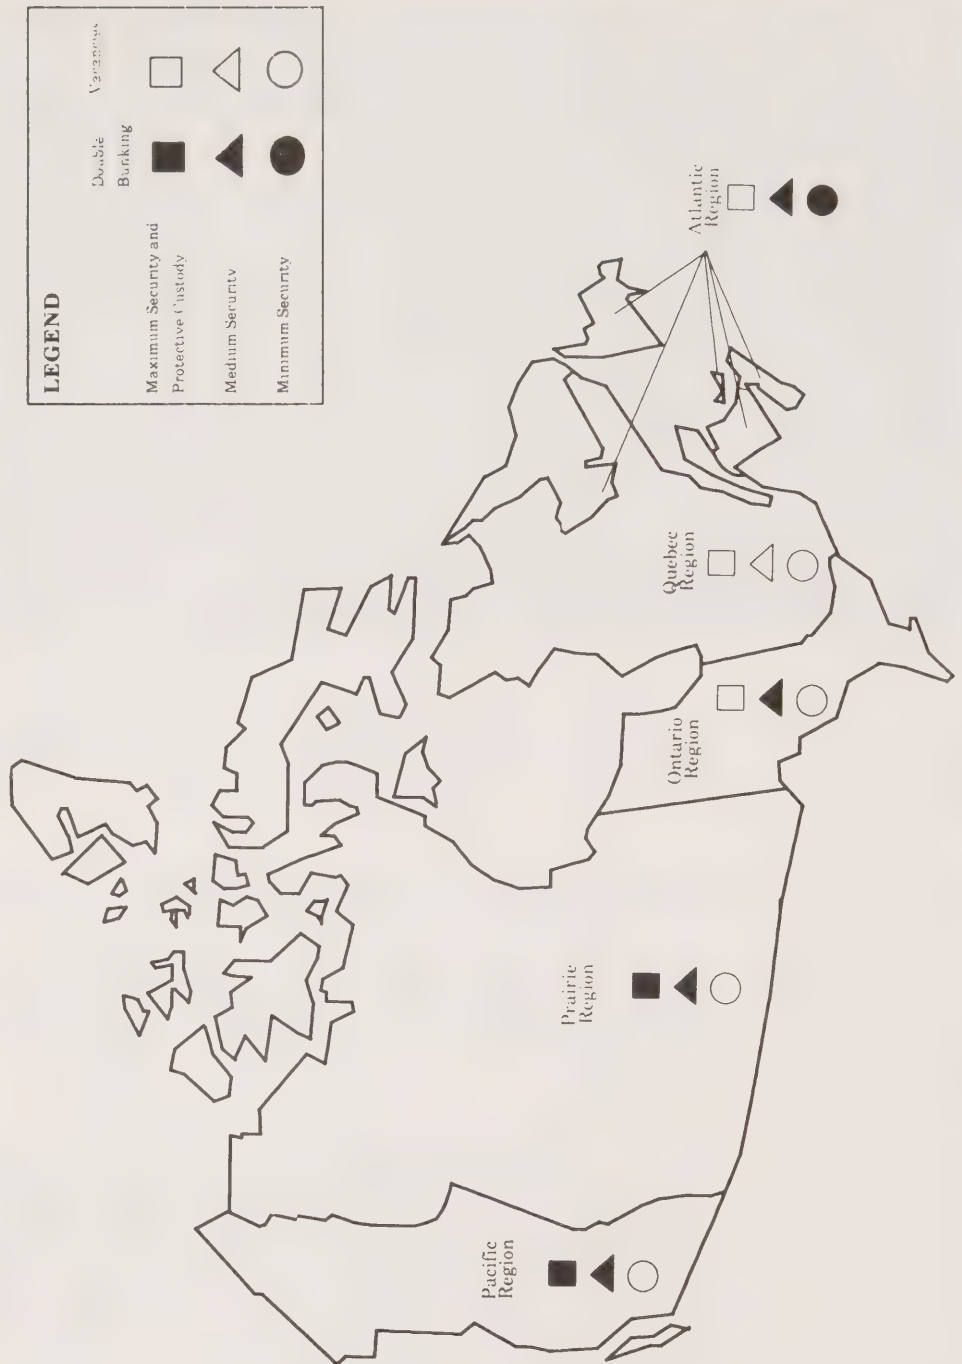 LEGEND
Double
Bunking
Vacancies
Maximum Security and
Protective Custody
Medium Security
Minimum Security
Pacific
Region
Prairie
Region
Ontario
Region
Quebec
Region
Atlantic
Region